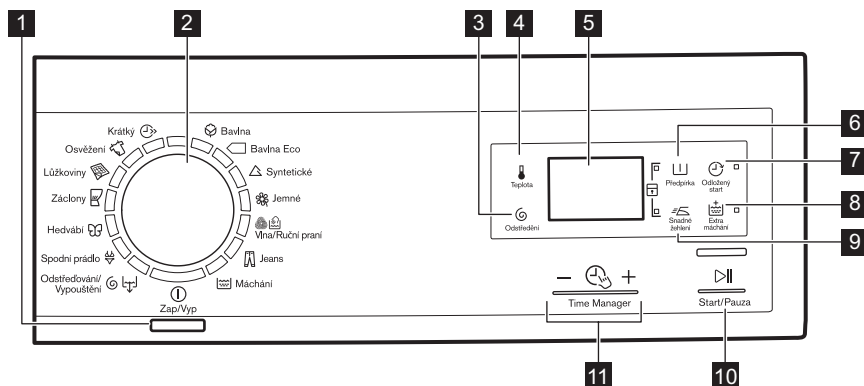 1
2
3
4
5
6
7
8
9
10
11
Krátký
Osvěžení
Lůžkoviny
Záclony
Hedvábí
Spodní prádlo
Odstřeďování/
Vypouštění
Bavlna
Bavlna Eco
Syntetické
Jemné
Vlna/Ruční praní
Jeans
Máchání
Zap/Vyp
Teplota
Odstředění
Předpírka
Odložený
start
Snadné
žehlení
Extra
máchání
Time Manager
Start/Pauza